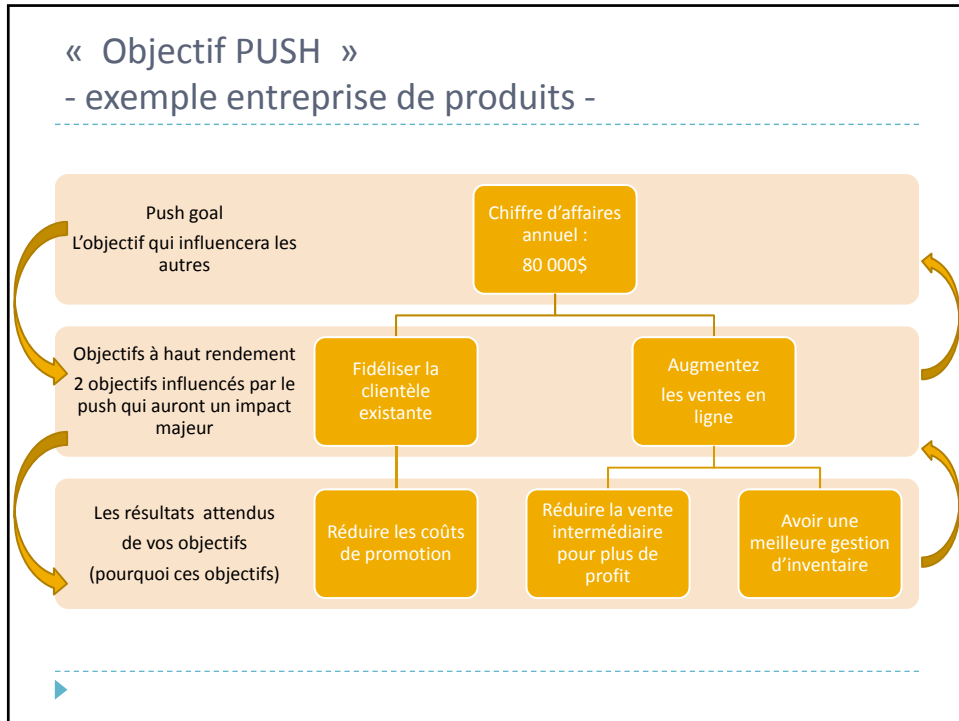 «  Objectif PUSH  »
- exemple entreprise de produits -
Push goal
L'objectif qui influencera les
autres
Chiffre d'affaires
annuel :
80 000$
Objectifs à haut rendement
2 objectifs influencés par le
push qui auront un impact
majeur
Fidéliser la
clientèle
existante
Augmentez
les ventes en
ligne
Les résultats  attendus
de vos objectifs
(pourquoi ces objectifs)
Réduire les coûts
de promotion
Réduire la vente
intermédiaire
pour plus de
profit
Avoir une
meilleure gestion
d'inventaire